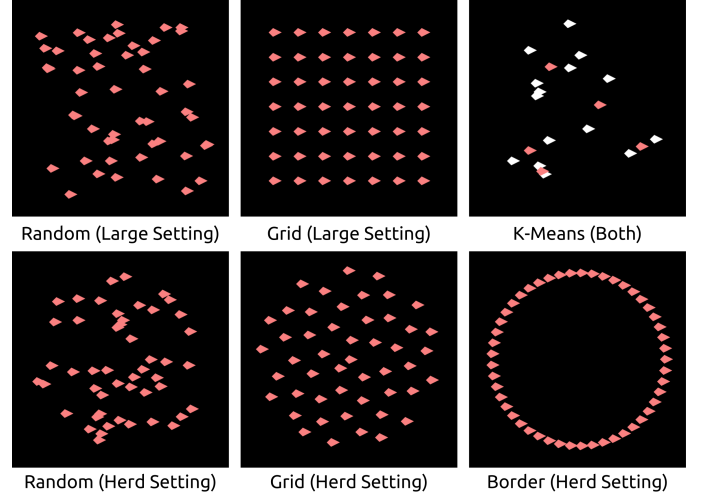 Random (Large Setting)
Grid (Large Setting)
K-Means (Both)
Random (Herd Setting)
Grid (Herd Setting)
Border (Herd Setting)